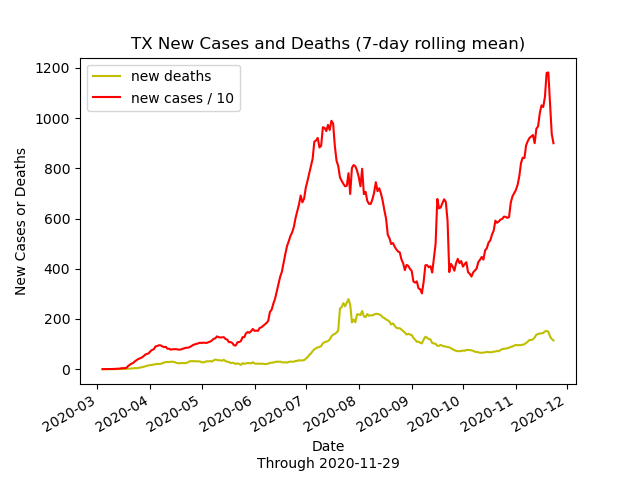 TX New Cases and Deaths (7-day rolling mean)
new deaths
new cases / 10
1200
1000
800
600
400
200
0
New Cases or Deaths
2020-03
2020-04
2020-05
2020-06
2020-07
2020-08
2020-09
2020-10
2020-11
2020-12
Date
Through 2020-11-29